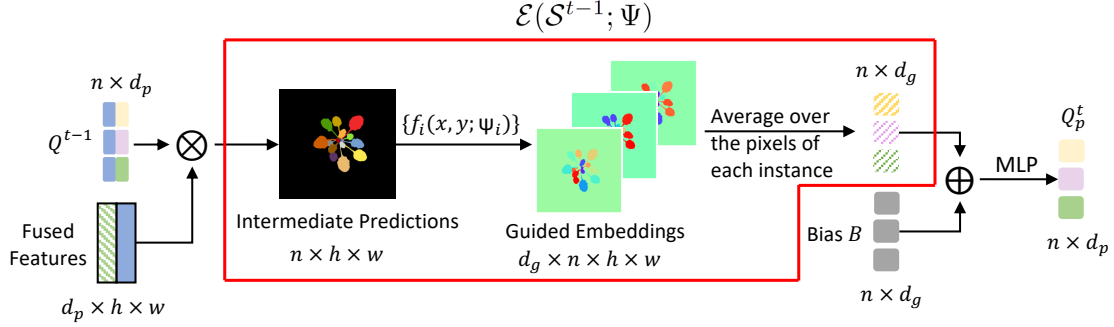 ℰ(𝒮^{t−1}; Ψ)
n × d_p
Q^{t−1}
Fused
Features
d_p × h × w
Intermediate Predictions
n × h × w
{f_i(x, y; ψ_i)}
Guided Embeddings
d_g × n × h × w
Average over
the pixels of
each instance
n × d_g
Bias B
n × d_g
MLP
Q_p^t
n × d_p